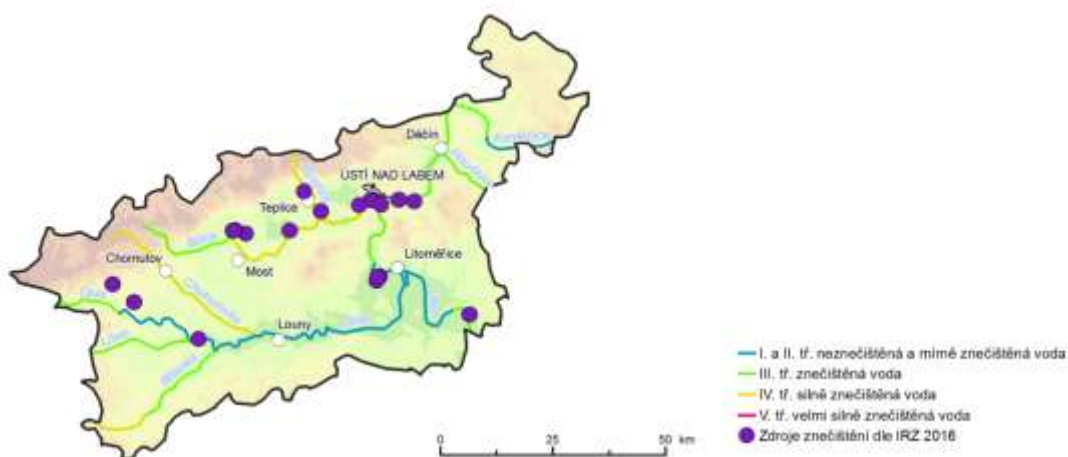 Děčín
ÚSTÍ NAD LABEM
Teplice
Litoměřice
Chomutov
Most
Louny
I. a II. tř. neznečištěná a mírně znečištěná voda
III. tř. znečištěná voda
IV. tř. silně znečištěná voda
V. tř. velmi silně znečištěná voda
Zdroje znečištění dle IRZ 2016
0 25 50 km